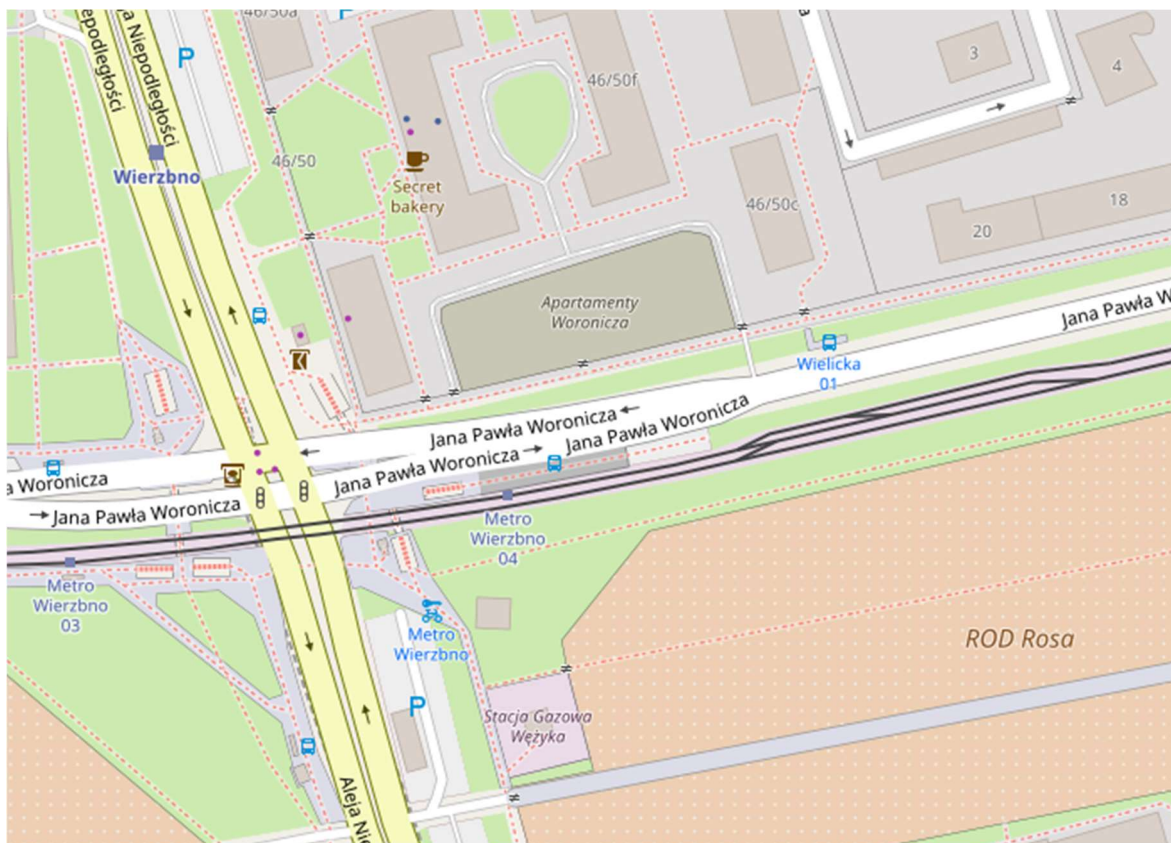 46/50a
P
P
epodległości
a Niepodległości
3
4
46/50f
Wierzbno
46/50
Secret
bakery
46/50c
18
20
Apartamenty
Woronicza
Jana Pawła W
Wielicka
01
Jana Pawła Woronicza
Jana Pawła Woronicza
Jana Pawła Woronicza
a Woronicza
Jana Pawła Woronicza
Metro
Wierzbno
04
Metro
Wierzbno
03
Metro
Wierzbno
ROD Rosa
P
Stacja Gazowa
Wężyka
Aleja Nie